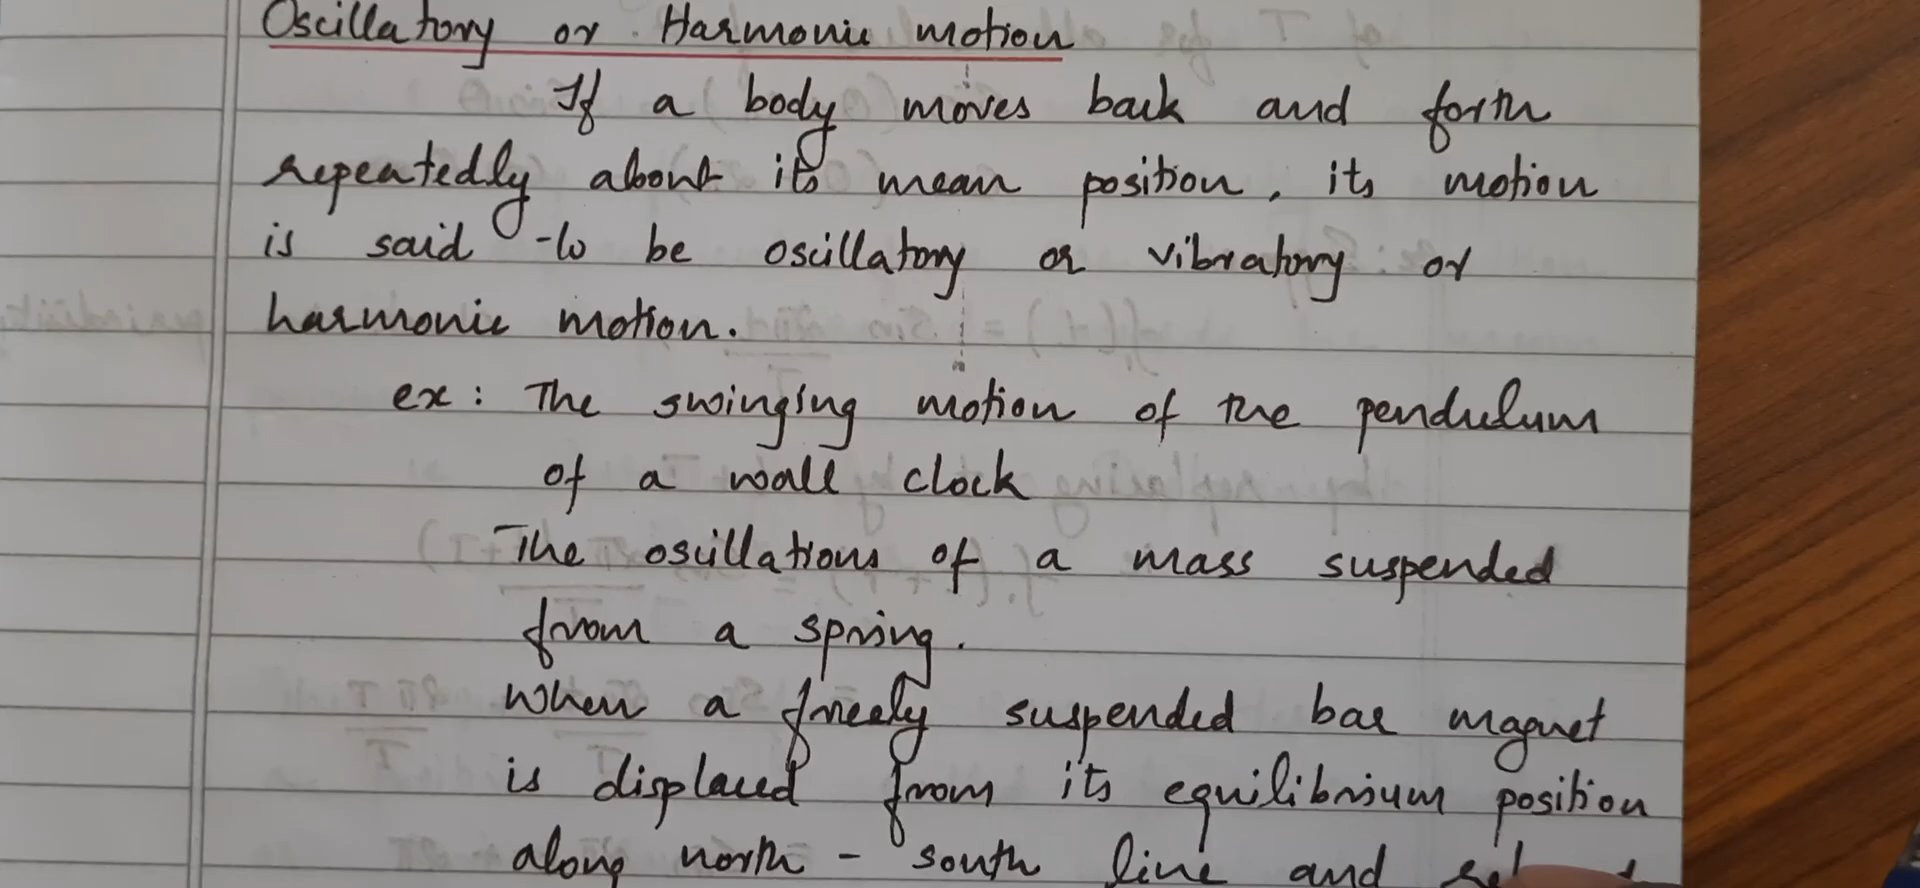 Oscillatory or Harmonic motion
If a body moves back and forth
repeatedly about its mean position, its motion
is said to be oscillatory or vibratory or
harmonic motion.
ex: The swinging motion of the pendulum
of a wall clock
The oscillations of a mass suspended
from a spring.
When a freely suspended bar magnet
is displaced from its equilibrium position
along north - south line and